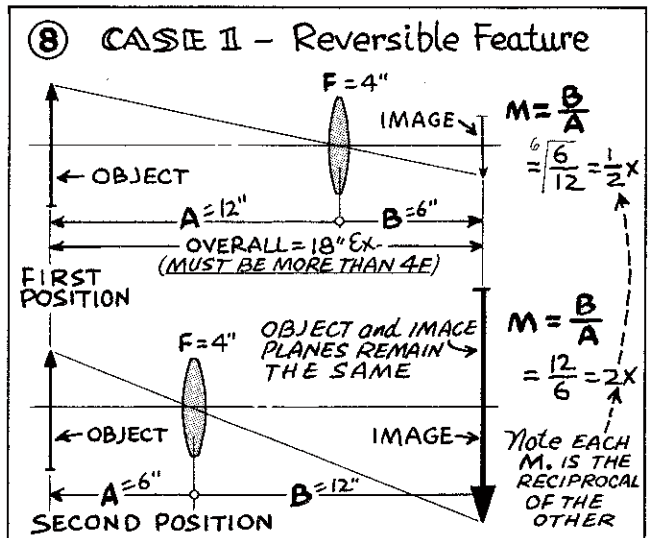 ⑧ CASE 1 – Reversible Feature
F = 4"
IMAGE
M = B/A
= 6/12 = 1/2 x
OBJECT
A = 12" B = 6"
OVERALL = 18" Ex-
(MUST BE MORE THAN 4F)
FIRST
POSITION
F = 4"
OBJECT and IMAGE
PLANES REMAIN
THE SAME
M = B/A
= 12/6 = 2x
OBJECT
IMAGE
Note EACH
M. IS THE
RECIPROCAL
OF THE
OTHER
A = 6" B = 12"
SECOND POSITION